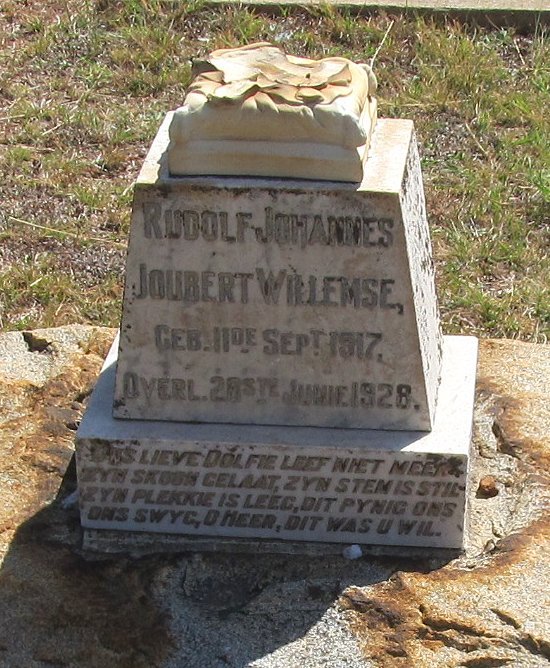 RUDOLF JOHANNES
JOUBERT WILLEMSE,
GEB. 11DE SEPT. 1917.
OVERL. 28STE JUNIE 1928.
ONS LIEVE DOLFIE LEEF NIET MEER,
ZYN SKOON GELAAT, ZYN STEM IS STIL
ZYN PLEKKIE IS LEEG, DIT PYNIG ONS
ONS SWYG, O HEER, DIT WAS U WIL.